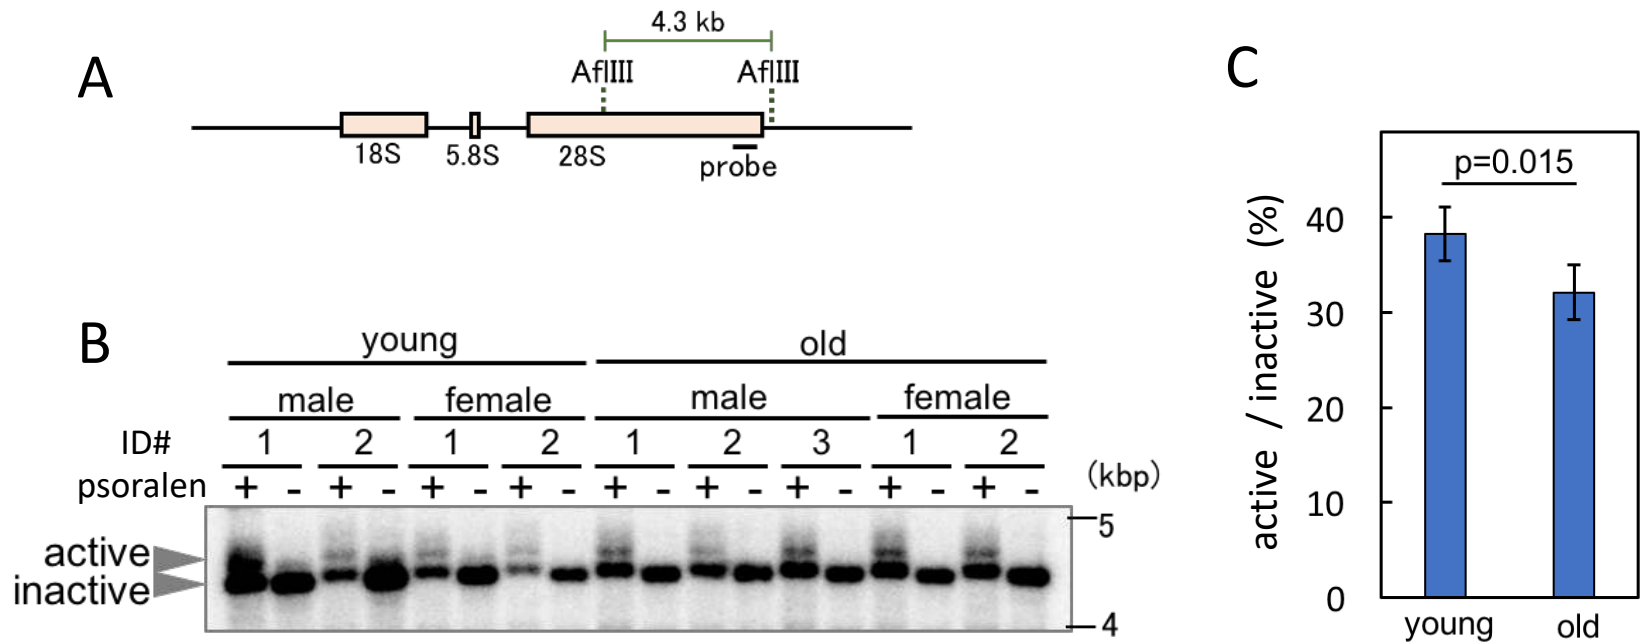 A
4.3 kb
AflIII AflIII
18S 5.8S 28S
probe
B
young old
male female male female
ID# 1 2 1 2 1 2 3 1 2
psoralen + - + - + - + - + - + - + - + - + - (kbp)
active
inactive
5
4
C
p=0.015
active / inactive (%)
40
30
20
10
0
young old